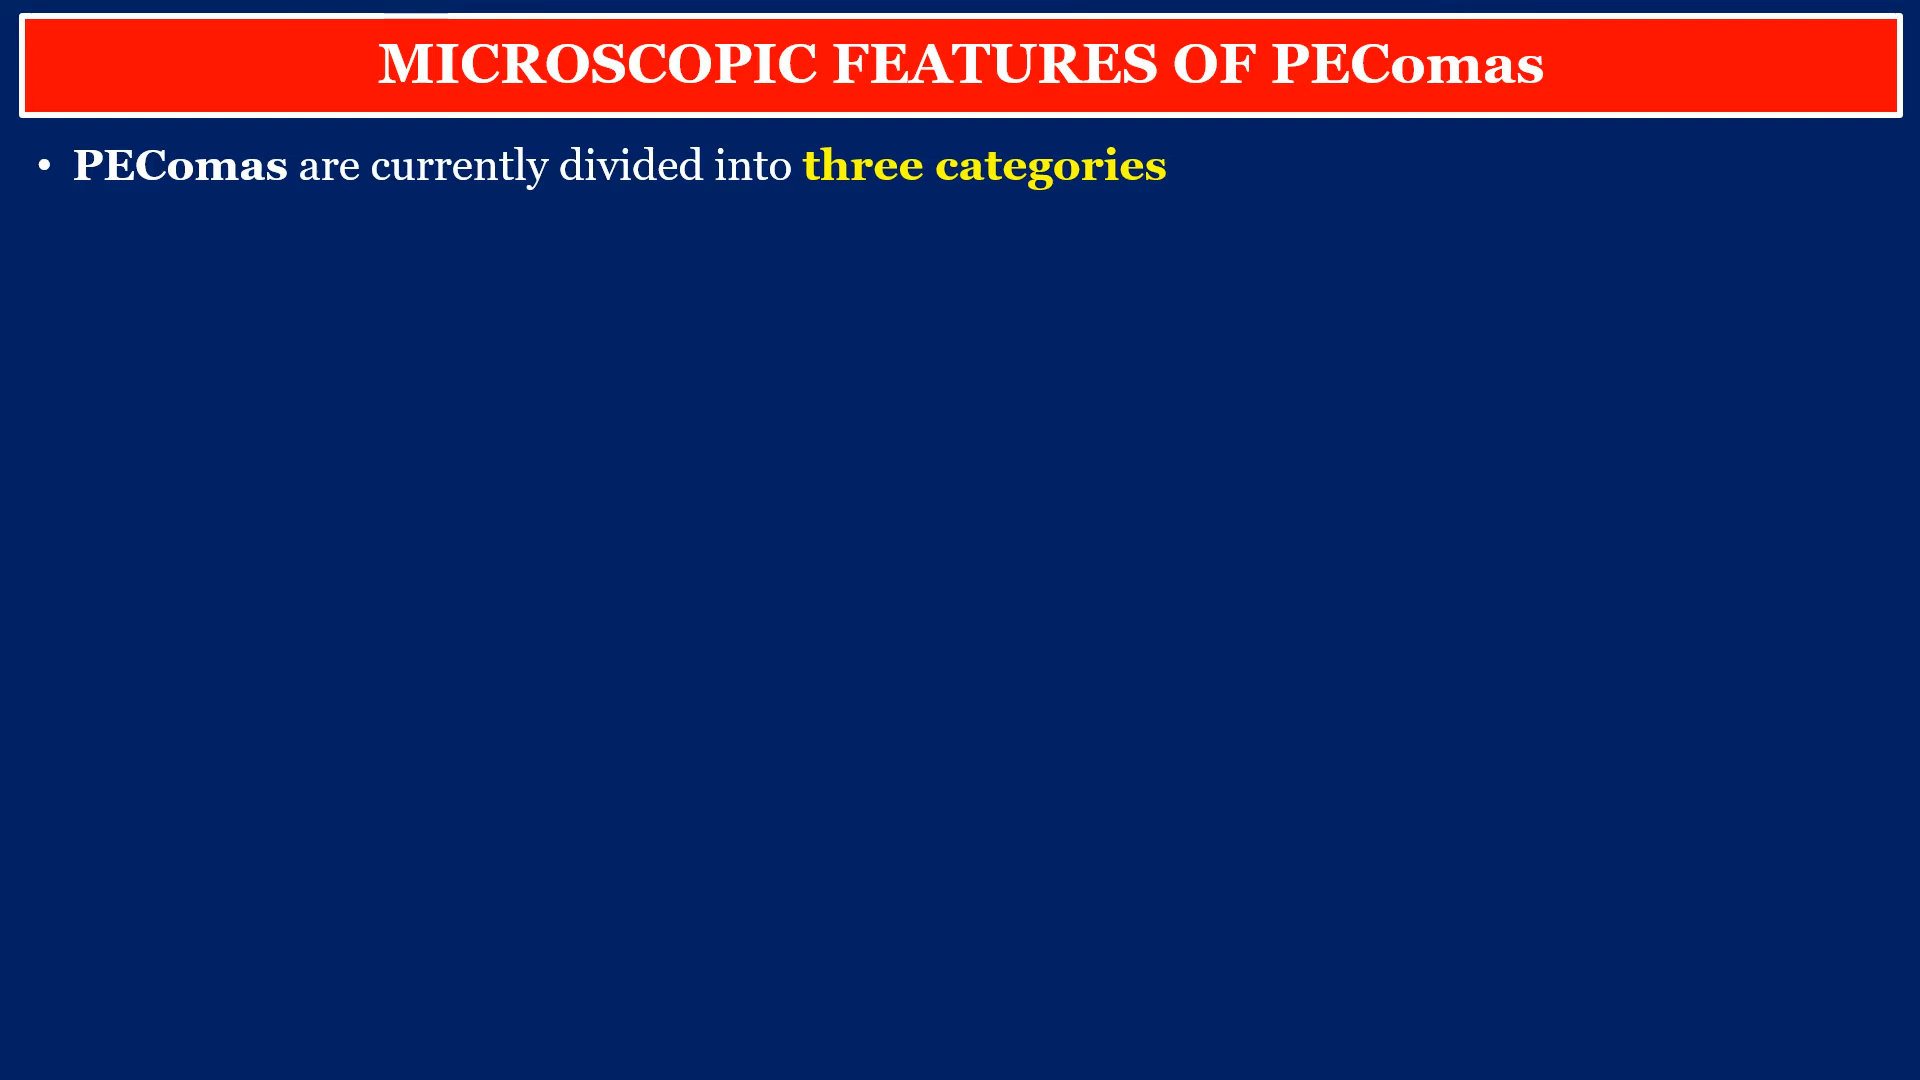 MICROSCOPIC FEATURES OF PEComas
• PEComas are currently divided into three categories